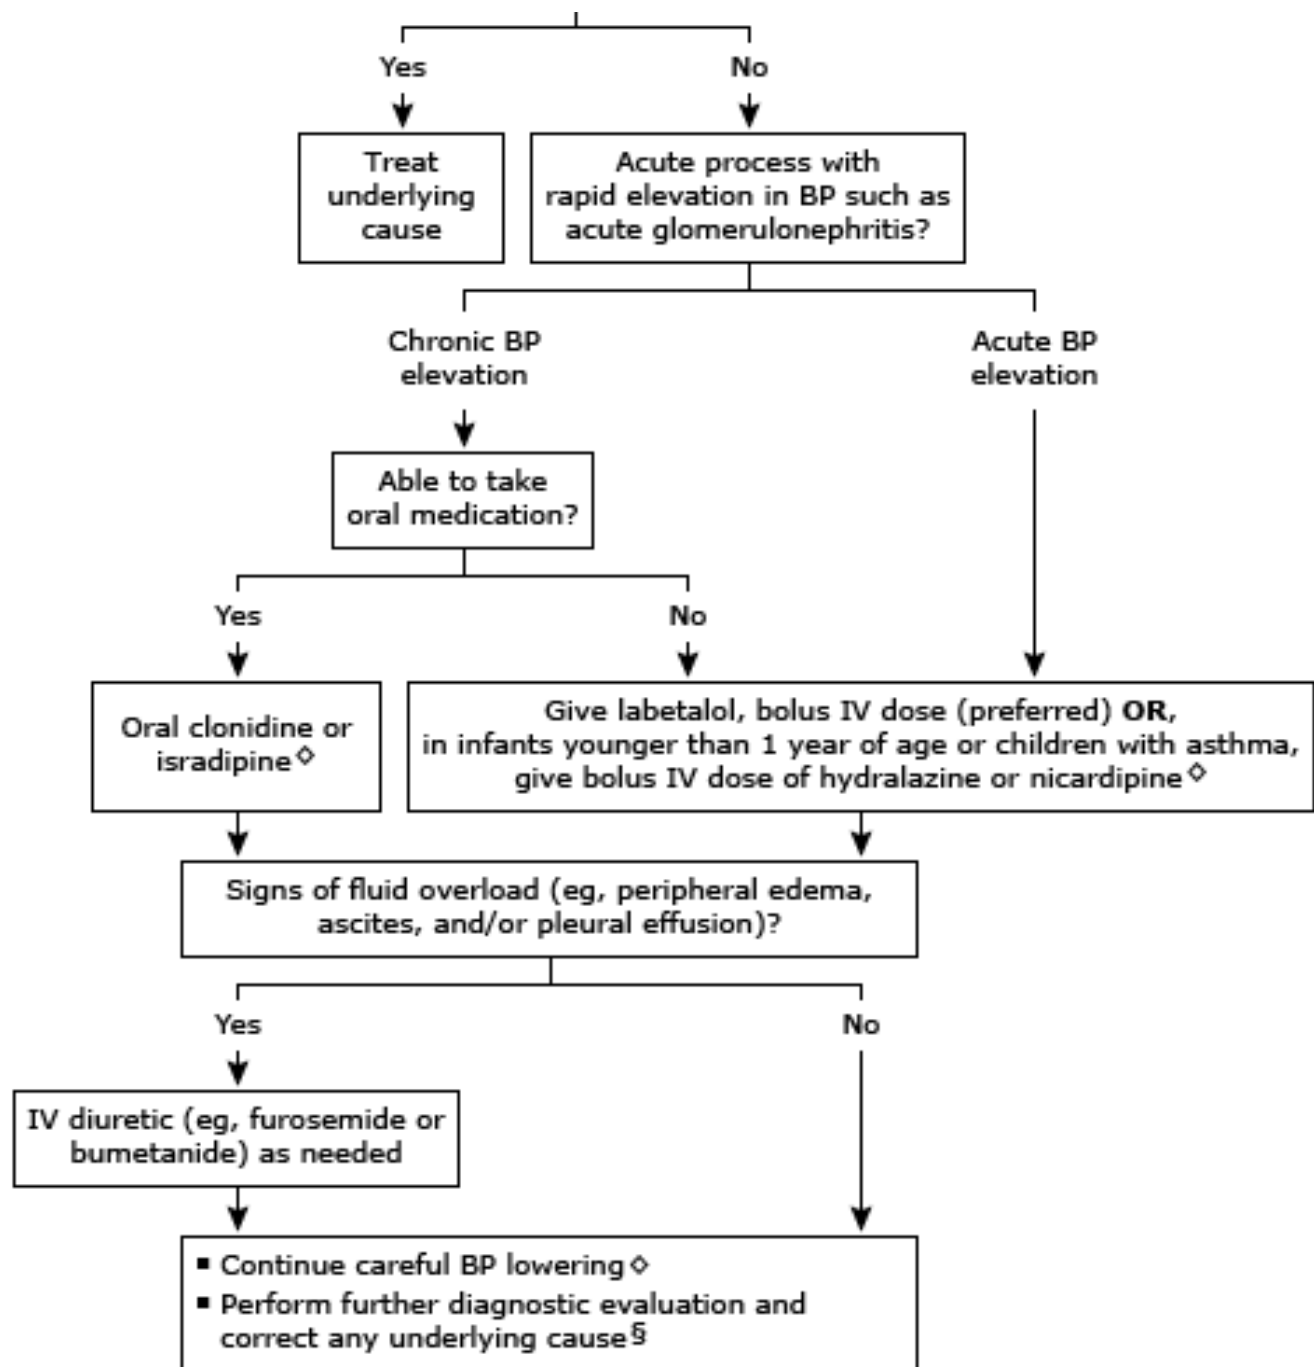 Yes
No
Treat
underlying
cause
Acute process with
rapid elevation in BP such as
acute glomerulonephritis?
Chronic BP
elevation
Acute BP
elevation
Able to take
oral medication?
Yes
No
Oral clonidine or
isradipine◇
Give labetalol, bolus IV dose (preferred) OR,
in infants younger than 1 year of age or children with asthma,
give bolus IV dose of hydralazine or nicardipine◇
Signs of fluid overload (eg, peripheral edema,
ascites, and/or pleural effusion)?
Yes
No
IV diuretic (eg, furosemide or
bumetanide) as needed
▪ Continue careful BP lowering◇
▪ Perform further diagnostic evaluation and
correct any underlying cause§